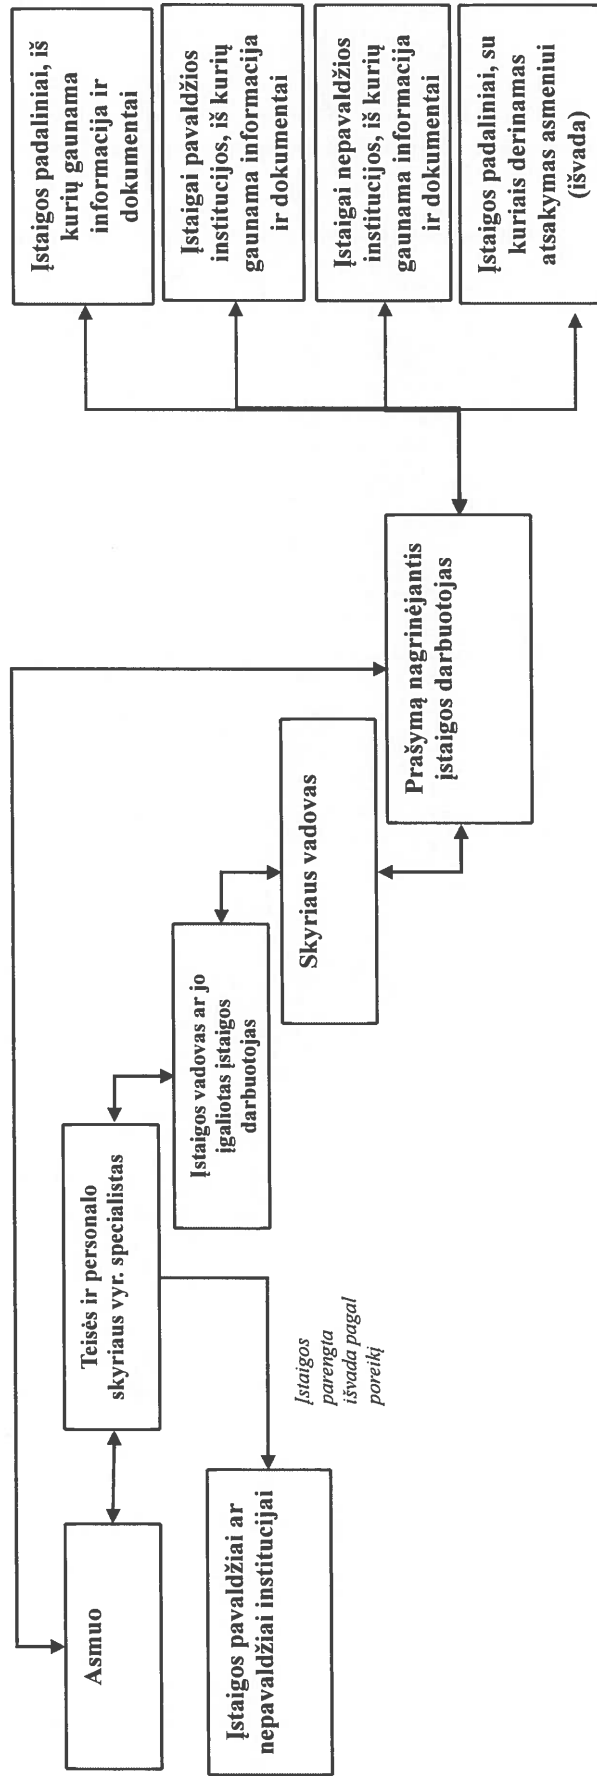 Asmuo
Teisės ir personalo
skyriaus vyr. specialistas
Įstaigos pavaldžiai ar
nepavaldžiai institucijai
Įstaigos
parengta
išvada pagal
poreikį
Įstaigos vadovas ar jo
įgaliotas įstaigos
darbuotojas
Skyriaus vadovas
Prašymą nagrinėjantis
įstaigos darbuotojas
Įstaigos padaliniai, iš
kurių gaunama
informacija ir
dokumentai
Įstaigai pavaldžios
institucijos, iš kurių
gaunama informacija
ir dokumentai
Įstaigai nepavaldžios
institucijos, iš kurių
gaunama informacija
ir dokumentai
Įstaigos padaliniai, su
kuriais derinamas
atsakymas asmeniui
(išvada)